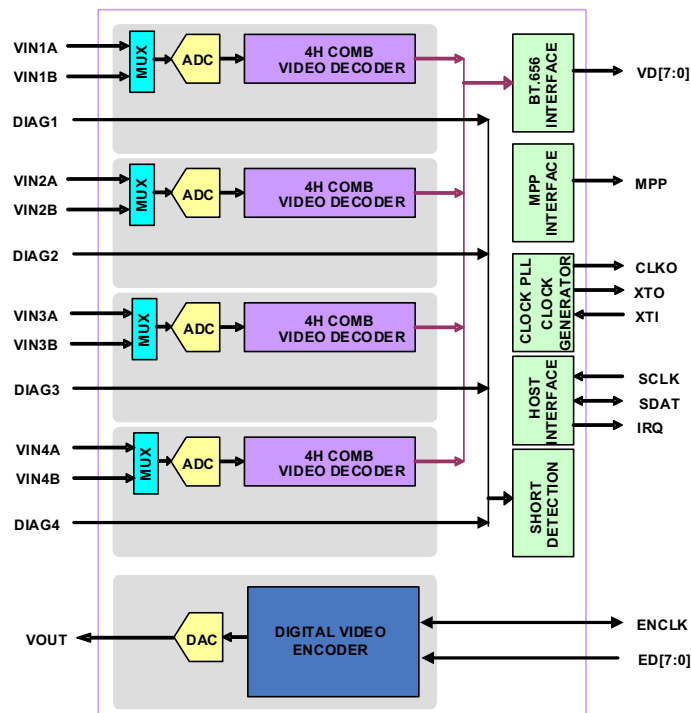 VIN1A
VIN1B
MUX
ADC
4H COMB
VIDEO DECODER
BT.656
INTERFACE
VD[7:0]
DIAG1
VIN2A
VIN2B
MUX
ADC
4H COMB
VIDEO DECODER
MPP
INTERFACE
MPP
DIAG2
CLOCK PLL
CLOCK
GENERATOR
CLKO
XTO
XTI
VIN3A
VIN3B
MUX
ADC
4H COMB
VIDEO DECODER
DIAG3
HOST
INTERFACE
SCLK
SDAT
IRQ
VIN4A
VIN4B
MUX
ADC
4H COMB
VIDEO DECODER
DIAG4
SHORT
DETECTION
VOUT
DAC
DIGITAL VIDEO
ENCODER
ENCLK
ED[7:0]